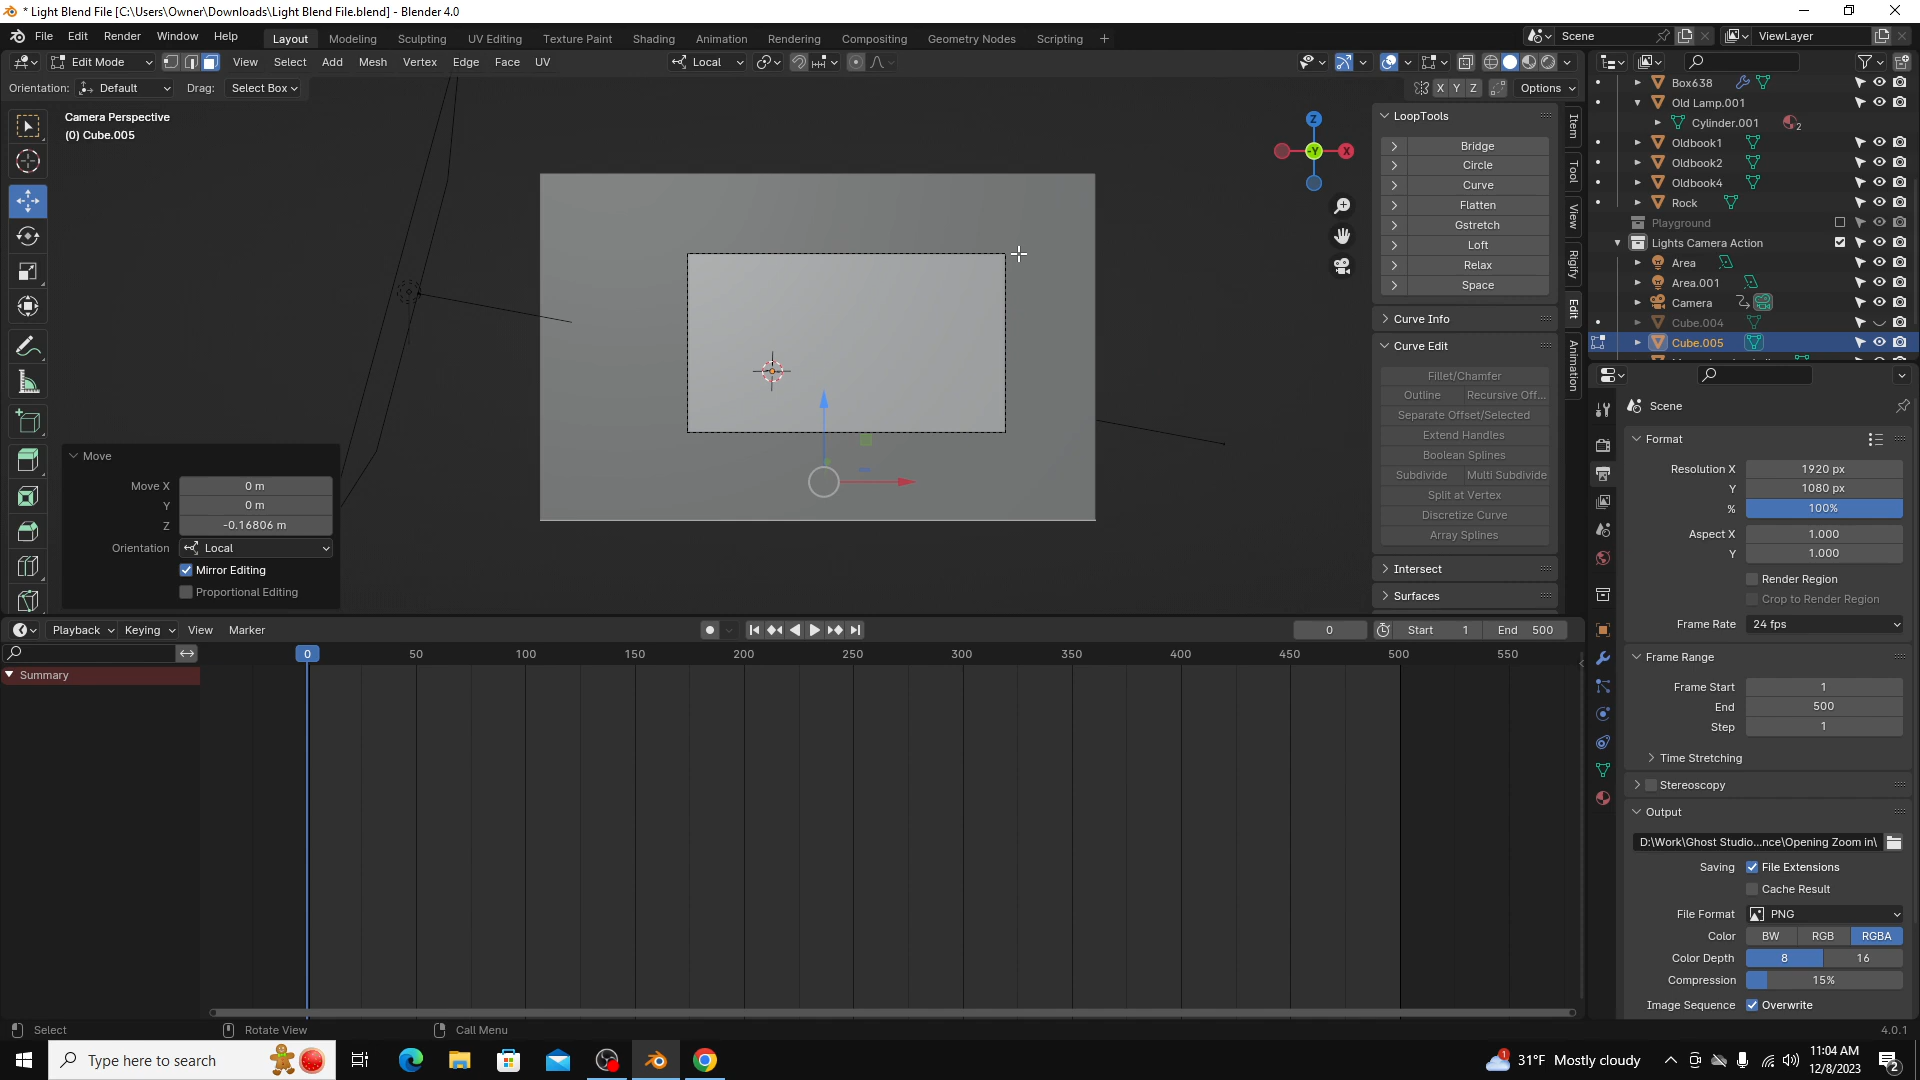 * Light Blend File [C:\Users\Owner\Downloads\Light Blend File.blend] - Blender 4.0
File Edit Render Window Help Layout Modeling Sculpting UV Editing Texture Paint Shading Animation Rendering Compositing Geometry Nodes Scripting + Scene ViewLayer
Edit Mode View Select Add Mesh Vertex Edge Face UV Local
Orientation: Default Drag: Select Box X Y Z Options
Camera Perspective
(0) Cube.005
Z
-Y
X
LoopTools
Bridge
Circle
Curve
Flatten
Gstretch
Loft
Relax
Space
Curve Info
Curve Edit
Fillet/Chamfer
Outline Recursive Off...
Separate Offset/Selected
Extend Handles
Boolean Splines
Subdivide Multi Subdivide
Split at Vertex
Discretize Curve
Array Splines
Intersect
Surfaces
Item
Tool
View
Rigify
Edit
Animation
Move
Move X 0 m
Y 0 m
Z -0.16806 m
Orientation Local
Mirror Editing
Proportional Editing
Box638
Old Lamp.001
Cylinder.001 2
Oldbook1
Oldbook2
Oldbook4
Rock
Playground
Lights Camera Action
Area
Area.001
Camera
Cube.004
Cube.005
Scene
Format
Resolution X 1920 px
Y 1080 px
% 100%
Aspect X 1.000
Y 1.000
Render Region
Crop to Render Region
Frame Rate 24 fps
Frame Range
Frame Start 1
End 500
Step 1
Time Stretching
Stereoscopy
Output
D:\Work\Ghost Studio...nce\Opening Zoom in\
Saving File Extensions
Cache Result
File Format PNG
Color BW RGB RGBA
Color Depth 8 16
Compression 15%
Image Sequence Overwrite
Playback Keying View Marker 0 Start 1 End 500
0 50 100 150 200 250 300 350 400 450 500 550
Summary
Select Rotate View Call Menu 4.0.1
Type here to search 1 31°F Mostly cloudy 11:04 AM
12/8/2023 2